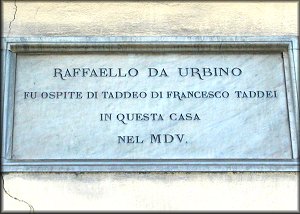 RAFFAELLO DA URBINO
FU OSPITE DI TADDEO DI FRANCESCO TADDEI
IN QUESTA CASA
NEL MDV.